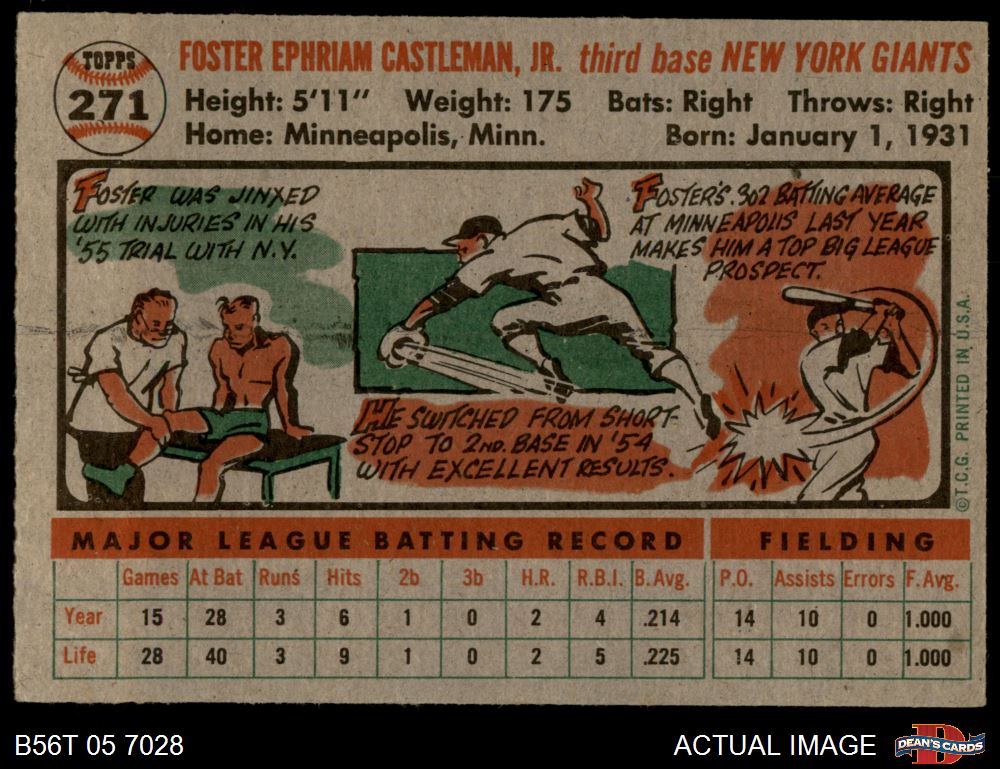 TOPPS
271
FOSTER EPHRIAM CASTLEMAN, JR. third base NEW YORK GIANTS
Height: 5'11" Weight: 175 Bats: Right Throws: Right
Home: Minneapolis, Minn. Born: January 1, 1931
FOSTER WAS JINXED
WITH INJURIES IN HIS
'55 TRIAL WITH N.Y.
HE SWITCHED FROM SHORT-
STOP TO 2ND. BASE IN '54
WITH EXCELLENT RESULTS.
FOSTER'S .302 BATTING AVERAGE
AT MINNEAPOLIS LAST YEAR
MAKES HIM A TOP BIG LEAGUE
PROSPECT.
©T.C.G. PRINTED IN U.S.A.
MAJOR LEAGUE BATTING RECORD FIELDING
Games At Bat Runs Hits 2b 3b H.R. R.B.I. B.Avg. P.O. Assists Errors F.Avg.
Year 15 28 3 6 1 0 2 4 .214 14 10 0 1.000
Life 28 40 3 9 1 0 2 5 .225 14 10 0 1.000
B56T 05 7028 ACTUAL IMAGE DEAN'S CARDS